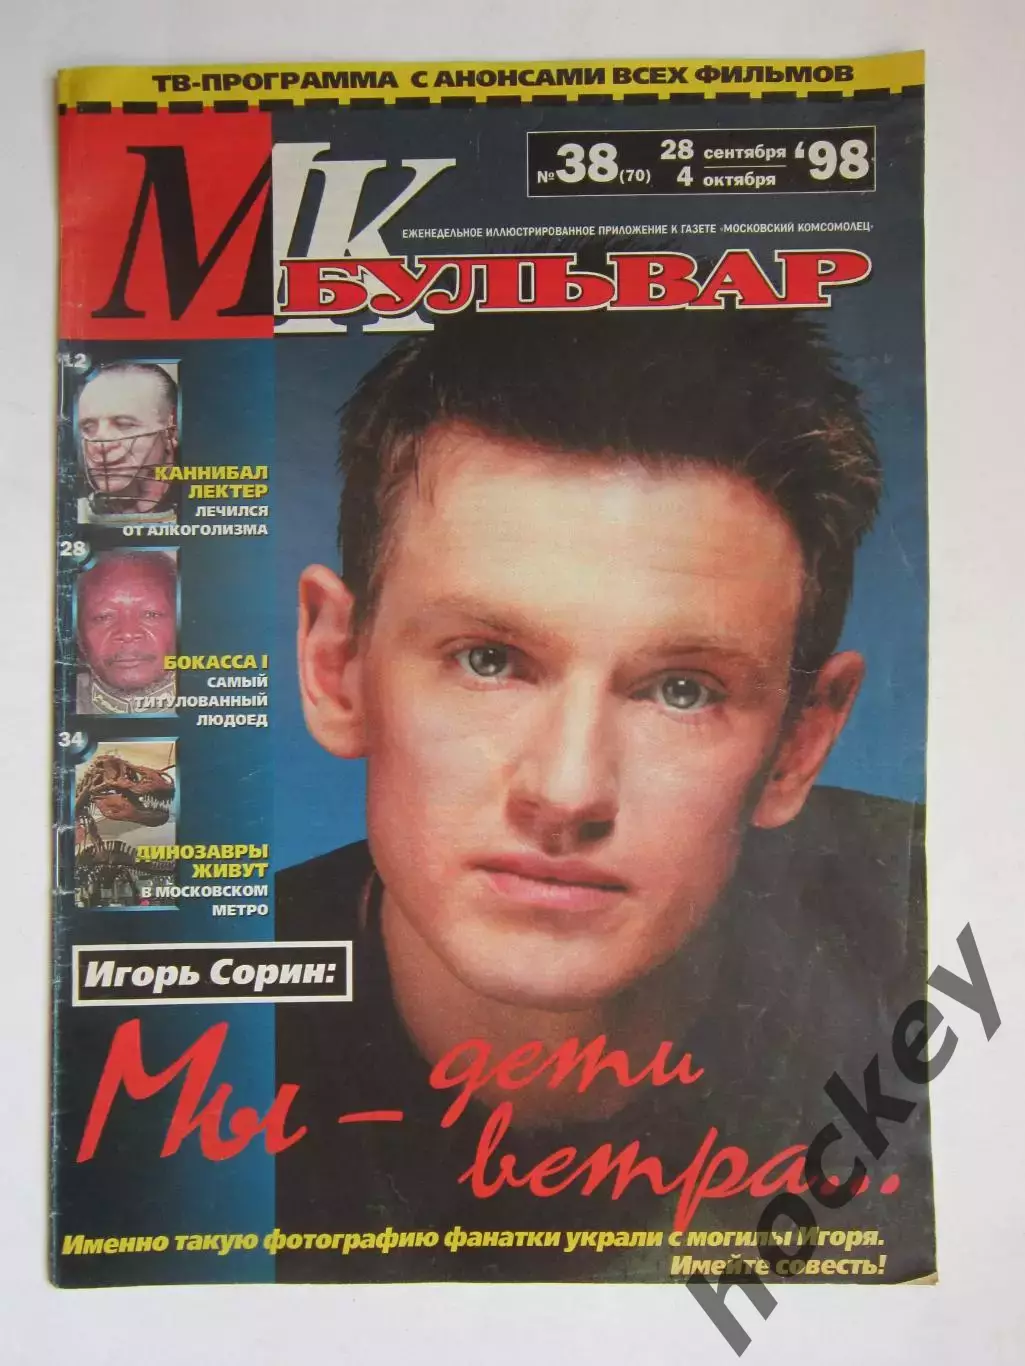 ТВ-ПРОГРАММА С АНОНСАМИ ВСЕХ ФИЛЬМОВ
МК
№38(70) 28 сентября 4 октября ‘98
ЕЖЕНЕДЕЛЬНОЕ ИЛЛЮСТРИРОВАННОЕ ПРИЛОЖЕНИЕ К ГАЗЕТЕ «МОСКОВСКИЙ КОМСОМОЛЕЦ»
БУЛЬВАР
12
КАННИБАЛ
ЛЕКТЕР
ЛЕЧИЛСЯ
ОТ АЛКОГОЛИЗМА
28
БОКАССА I
САМЫЙ
ТИТУЛОВАННЫЙ
ЛЮДОЕД
34
ДИНОЗАВРЫ
ЖИВУТ
В МОСКОВСКОМ
МЕТРО
Игорь Сорин:
Мы – дети
ветра...
Именно такую фотографию фанатки украли с могилы Игоря.
Имейте совесть!
hockey